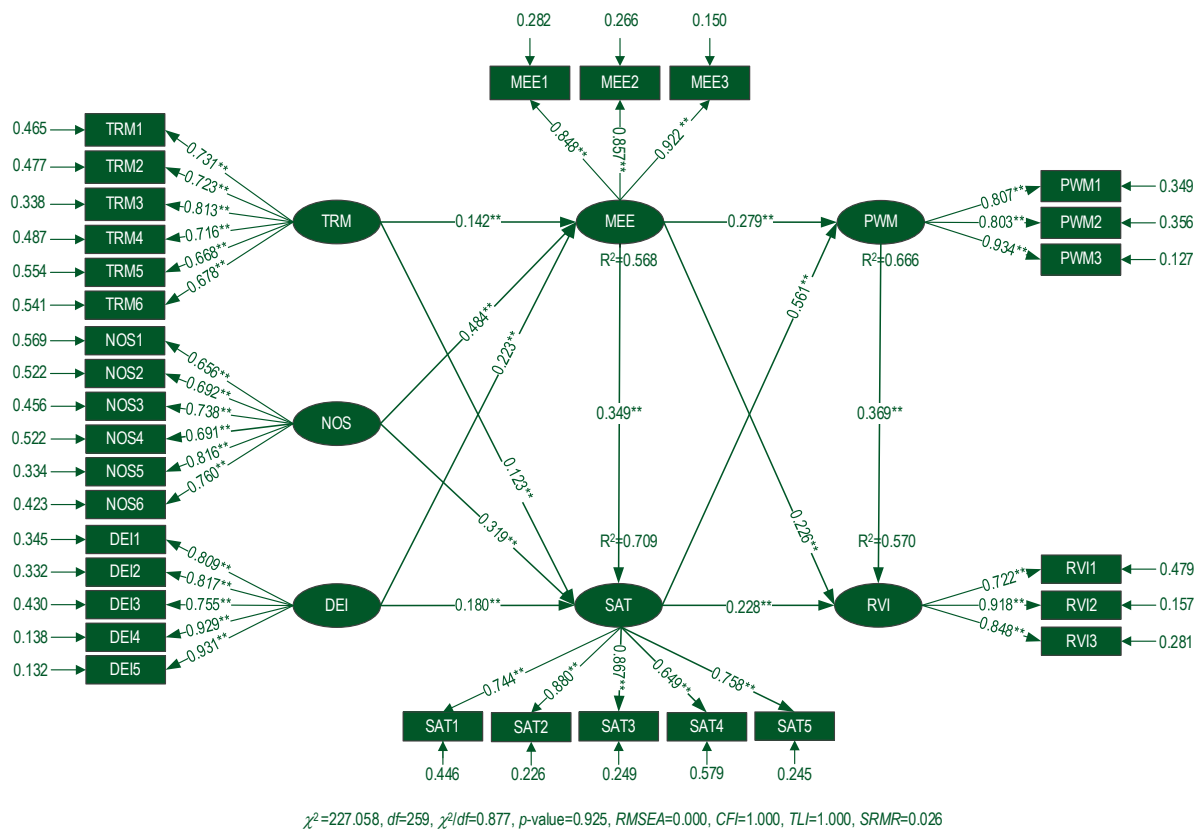 0.282 0.266 0.150
MEE1 MEE2 MEE3
0.848** 0.857** 0.922**
0.465 TRM1 0.731**
0.477 TRM2 0.723**
0.338 TRM3 0.813**
0.487 TRM4 0.716**
0.554 TRM5 0.668**
0.541 TRM6 0.678**
TRM 0.142** MEE 0.279** PWM
R²=0.568 R²=0.666
0.807** PWM1 0.349
0.803** PWM2 0.356
0.934** PWM3 0.127
0.484** 0.561**
0.223**
0.569 NOS1 0.656**
0.522 NOS2 0.692**
0.456 NOS3 0.738**
0.522 NOS4 0.691**
0.334 NOS5 0.816**
0.423 NOS6 0.760**
NOS
0.349** 0.369**
0.123** 0.226**
0.319**
R²=0.709 R²=0.570
0.345 DEI1 0.809**
0.332 DEI2 0.817**
0.430 DEI3 0.755**
0.138 DEI4 0.929**
0.132 DEI5 0.931**
DEI 0.180** SAT 0.228** RVI
0.722** RVI1 0.479
0.918** RVI2 0.157
0.848** RVI3 0.281
0.744** 0.880** 0.867** 0.649** 0.758**
SAT1 SAT2 SAT3 SAT4 SAT5
0.446 0.226 0.249 0.579 0.245
χ²=227.058, df=259, χ²/df=0.877, p-value=0.925, RMSEA=0.000, CFI=1.000, TLI=1.000, SRMR=0.026